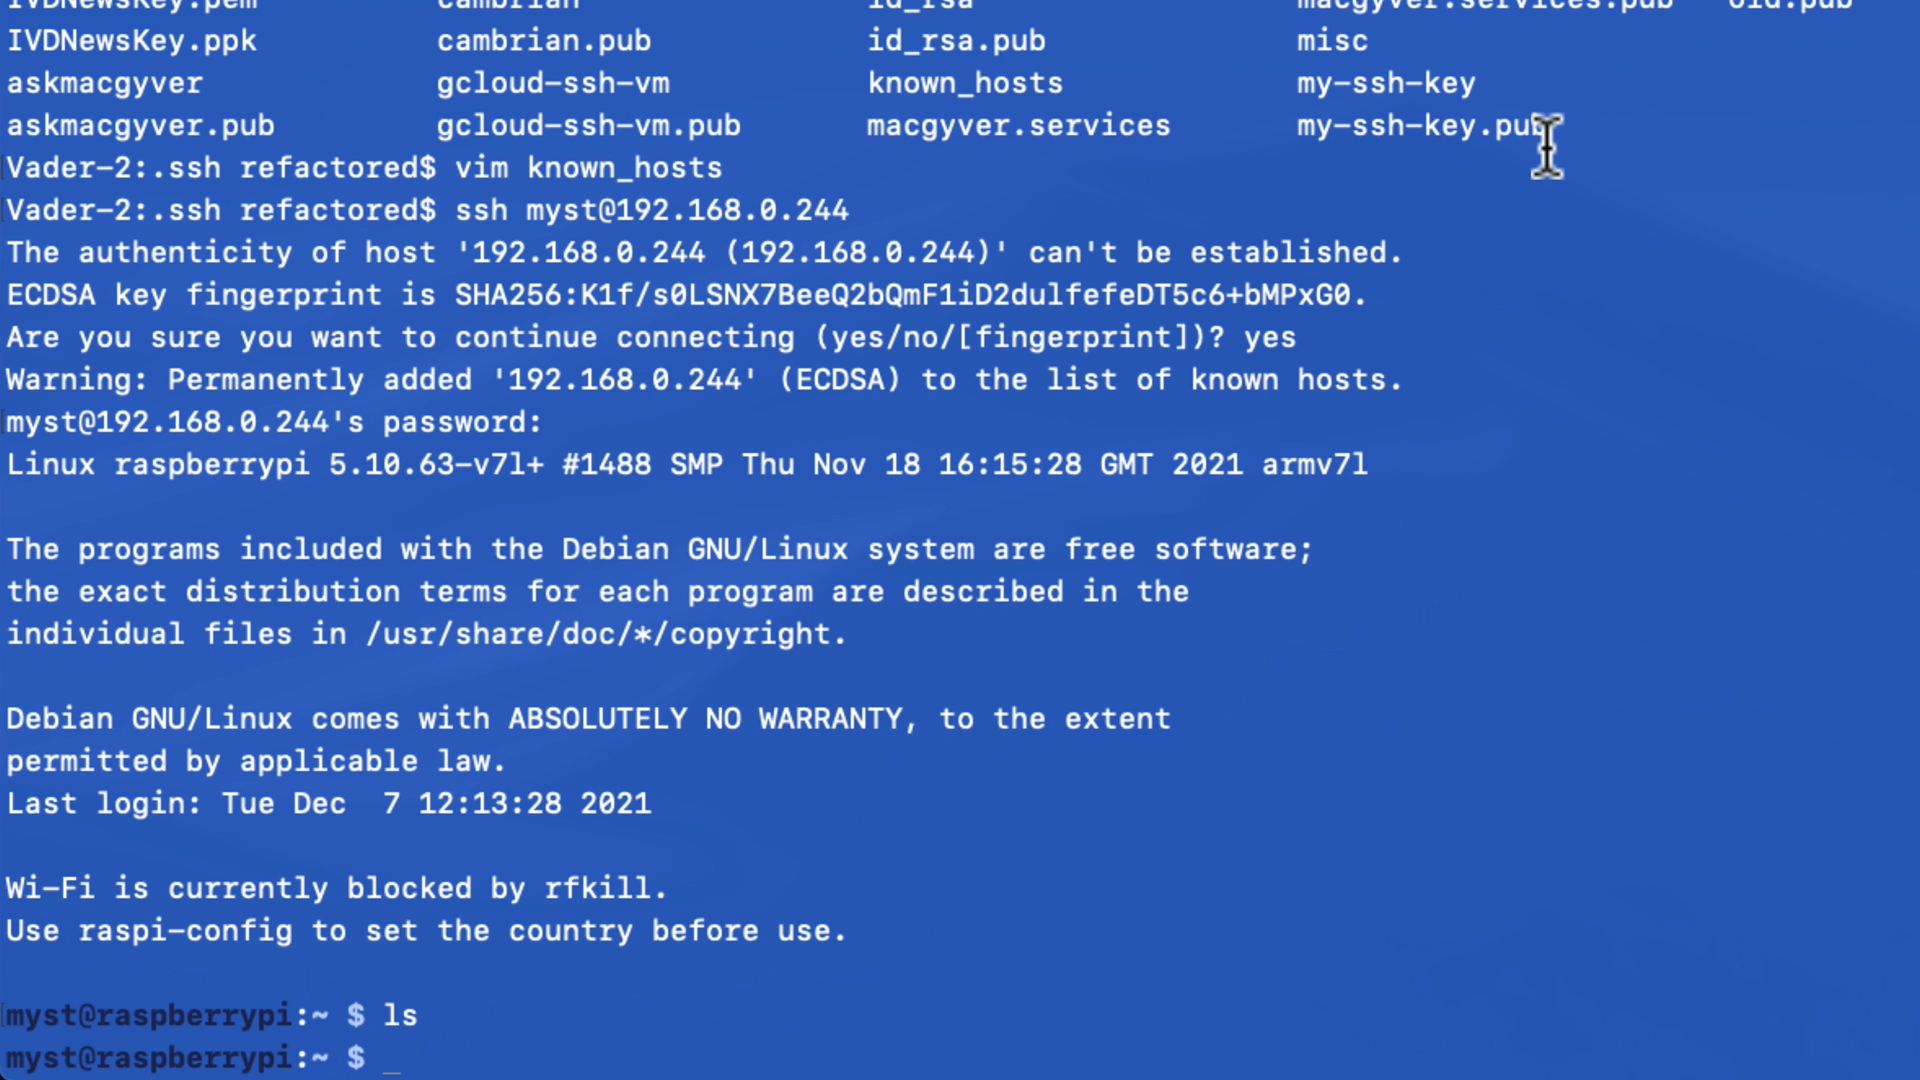 IVDNewsKey.pem cambrian id_rsa macgyver.services.pub old.pub
IVDNewsKey.ppk cambrian.pub id_rsa.pub misc
askmacgyver gcloud-ssh-vm known_hosts my-ssh-key
askmacgyver.pub gcloud-ssh-vm.pub macgyver.services my-ssh-key.pub
Vader-2:.ssh refactored$ vim known_hosts
Vader-2:.ssh refactored$ ssh myst@192.168.0.244
The authenticity of host '192.168.0.244 (192.168.0.244)' can't be established.
ECDSA key fingerprint is SHA256:K1f/s0LSNX7BeeQ2bQmF1iD2dulfefeDT5c6+bMPxG0.
Are you sure you want to continue connecting (yes/no/[fingerprint])? yes
Warning: Permanently added '192.168.0.244' (ECDSA) to the list of known hosts.
myst@192.168.0.244's password:
Linux raspberrypi 5.10.63-v7l+ #1488 SMP Thu Nov 18 16:15:28 GMT 2021 armv7l
The programs included with the Debian GNU/Linux system are free software;
the exact distribution terms for each program are described in the
individual files in /usr/share/doc/*/copyright.
Debian GNU/Linux comes with ABSOLUTELY NO WARRANTY, to the extent
permitted by applicable law.
Last login: Tue Dec  7 12:13:28 2021
Wi-Fi is currently blocked by rfkill.
Use raspi-config to set the country before use.
myst@raspberrypi:~ $ ls
myst@raspberrypi:~ $ _